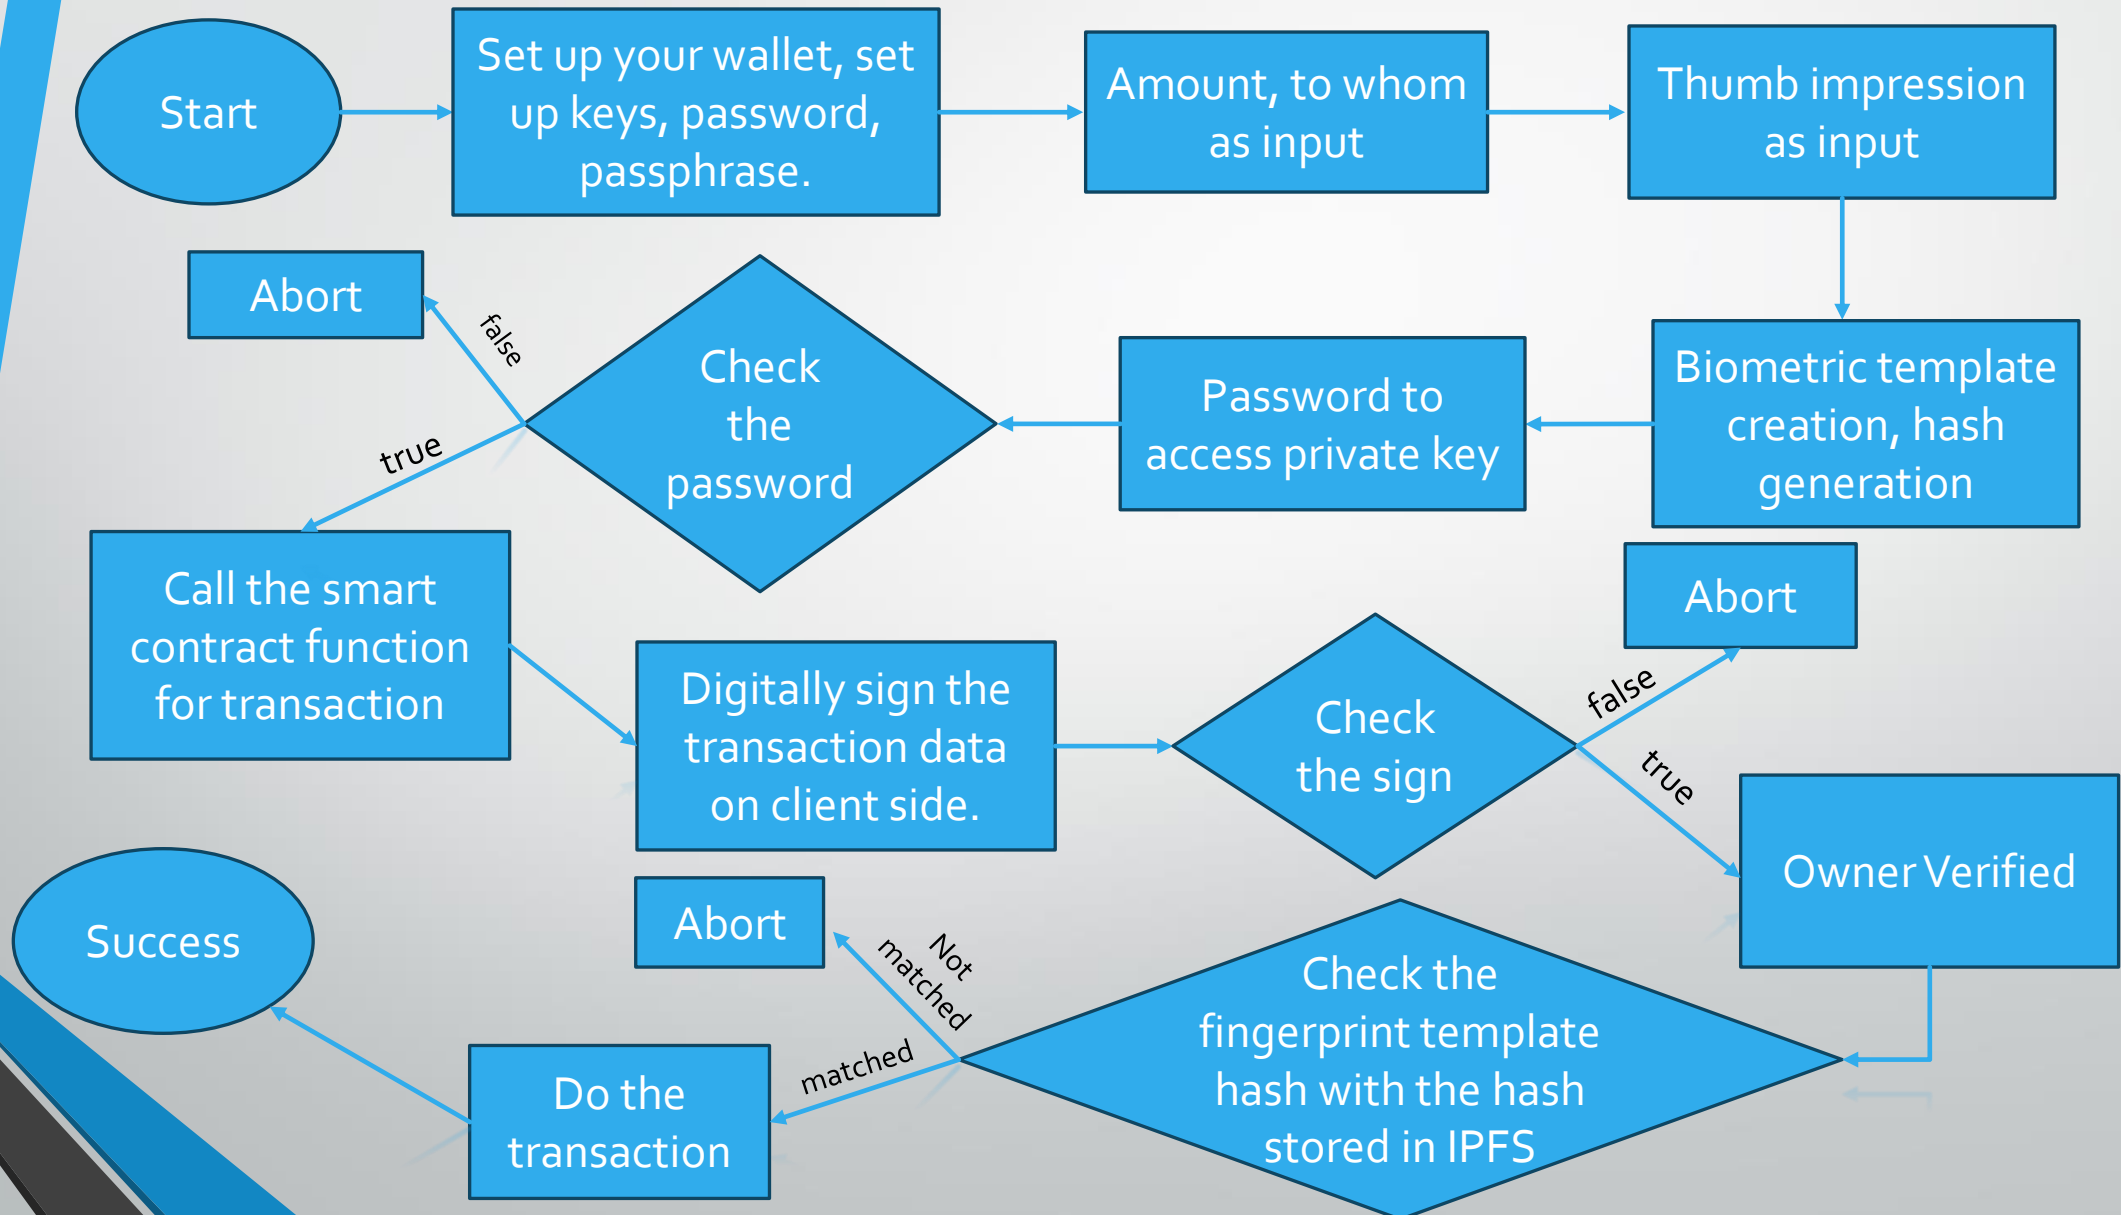 Start
Set up your wallet, set
up keys, password,
passphrase.
Amount, to whom
as input
Thumb impression
as input
Biometric template
creation, hash
generation
Password to
access private key
Check
the
password
false
Abort
true
Call the smart
contract function
for transaction
Digitally sign the
transaction data
on client side.
Check
the sign
false
Abort
true
Owner Verified
Check the
fingerprint template
hash with the hash
stored in IPFS
Not
matched
Abort
matched
Do the
transaction
Success